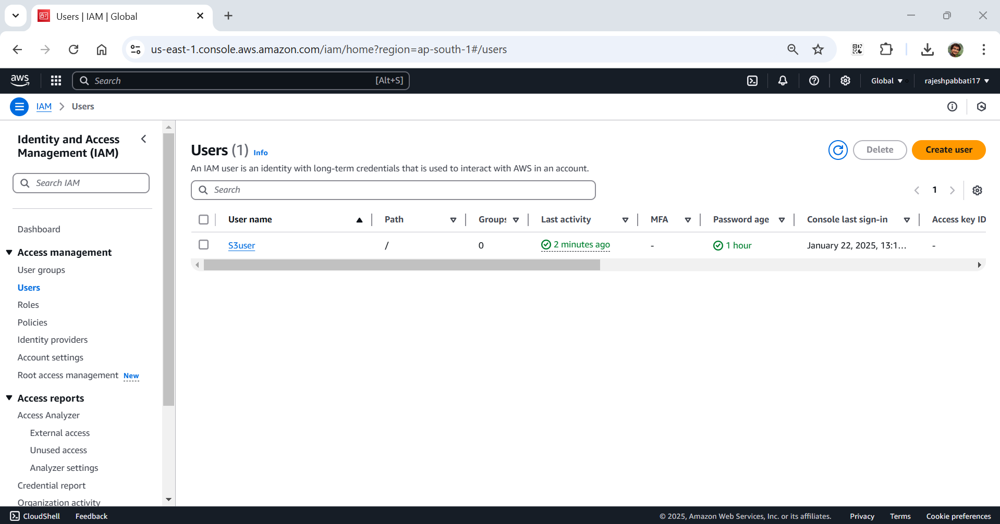 Users | IAM | Global
us-east-1.console.aws.amazon.com/iam/home?region=ap-south-1#/users
aws
Search [Alt+S]
Global
rajeshpabbati17
IAM > Users
Identity and Access
Management (IAM)
Search IAM
Dashboard
Access management
User groups
Users
Roles
Policies
Identity providers
Account settings
Root access management New
Access reports
Access Analyzer
External access
Unused access
Analyzer settings
Credential report
Organization activity
Users (1) Info
Delete
Create user
An IAM user is an identity with long-term credentials that is used to interact with AWS in an account.
Search
1
User name Path Groups Last activity MFA Password age Console last sign-in Access key ID
S3user / 0 2 minutes ago - 1 hour January 22, 2025, 13:1... -
CloudShell Feedback © 2025, Amazon Web Services, Inc. or its affiliates. Privacy Terms Cookie preferences